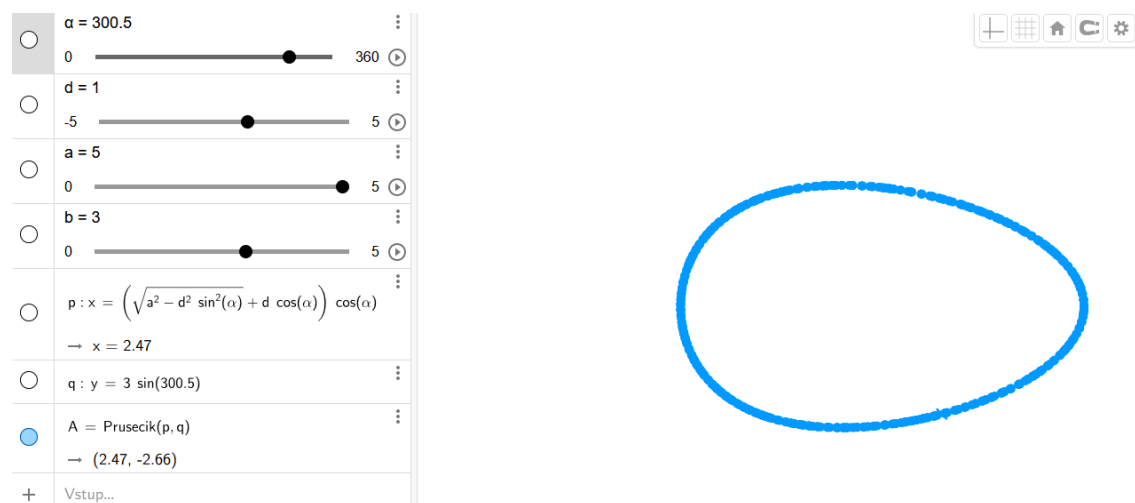 α = 300.5
0 360
d = 1
-5 5
a = 5
0 5
b = 3
0 5
p : x = (√(a² − d² sin²(α)) + d cos(α)) cos(α)
→ x = 2.47
q : y = 3 sin(300.5)
A = Prusecik(p, q)
→ (2.47, -2.66)
+ Vstup...